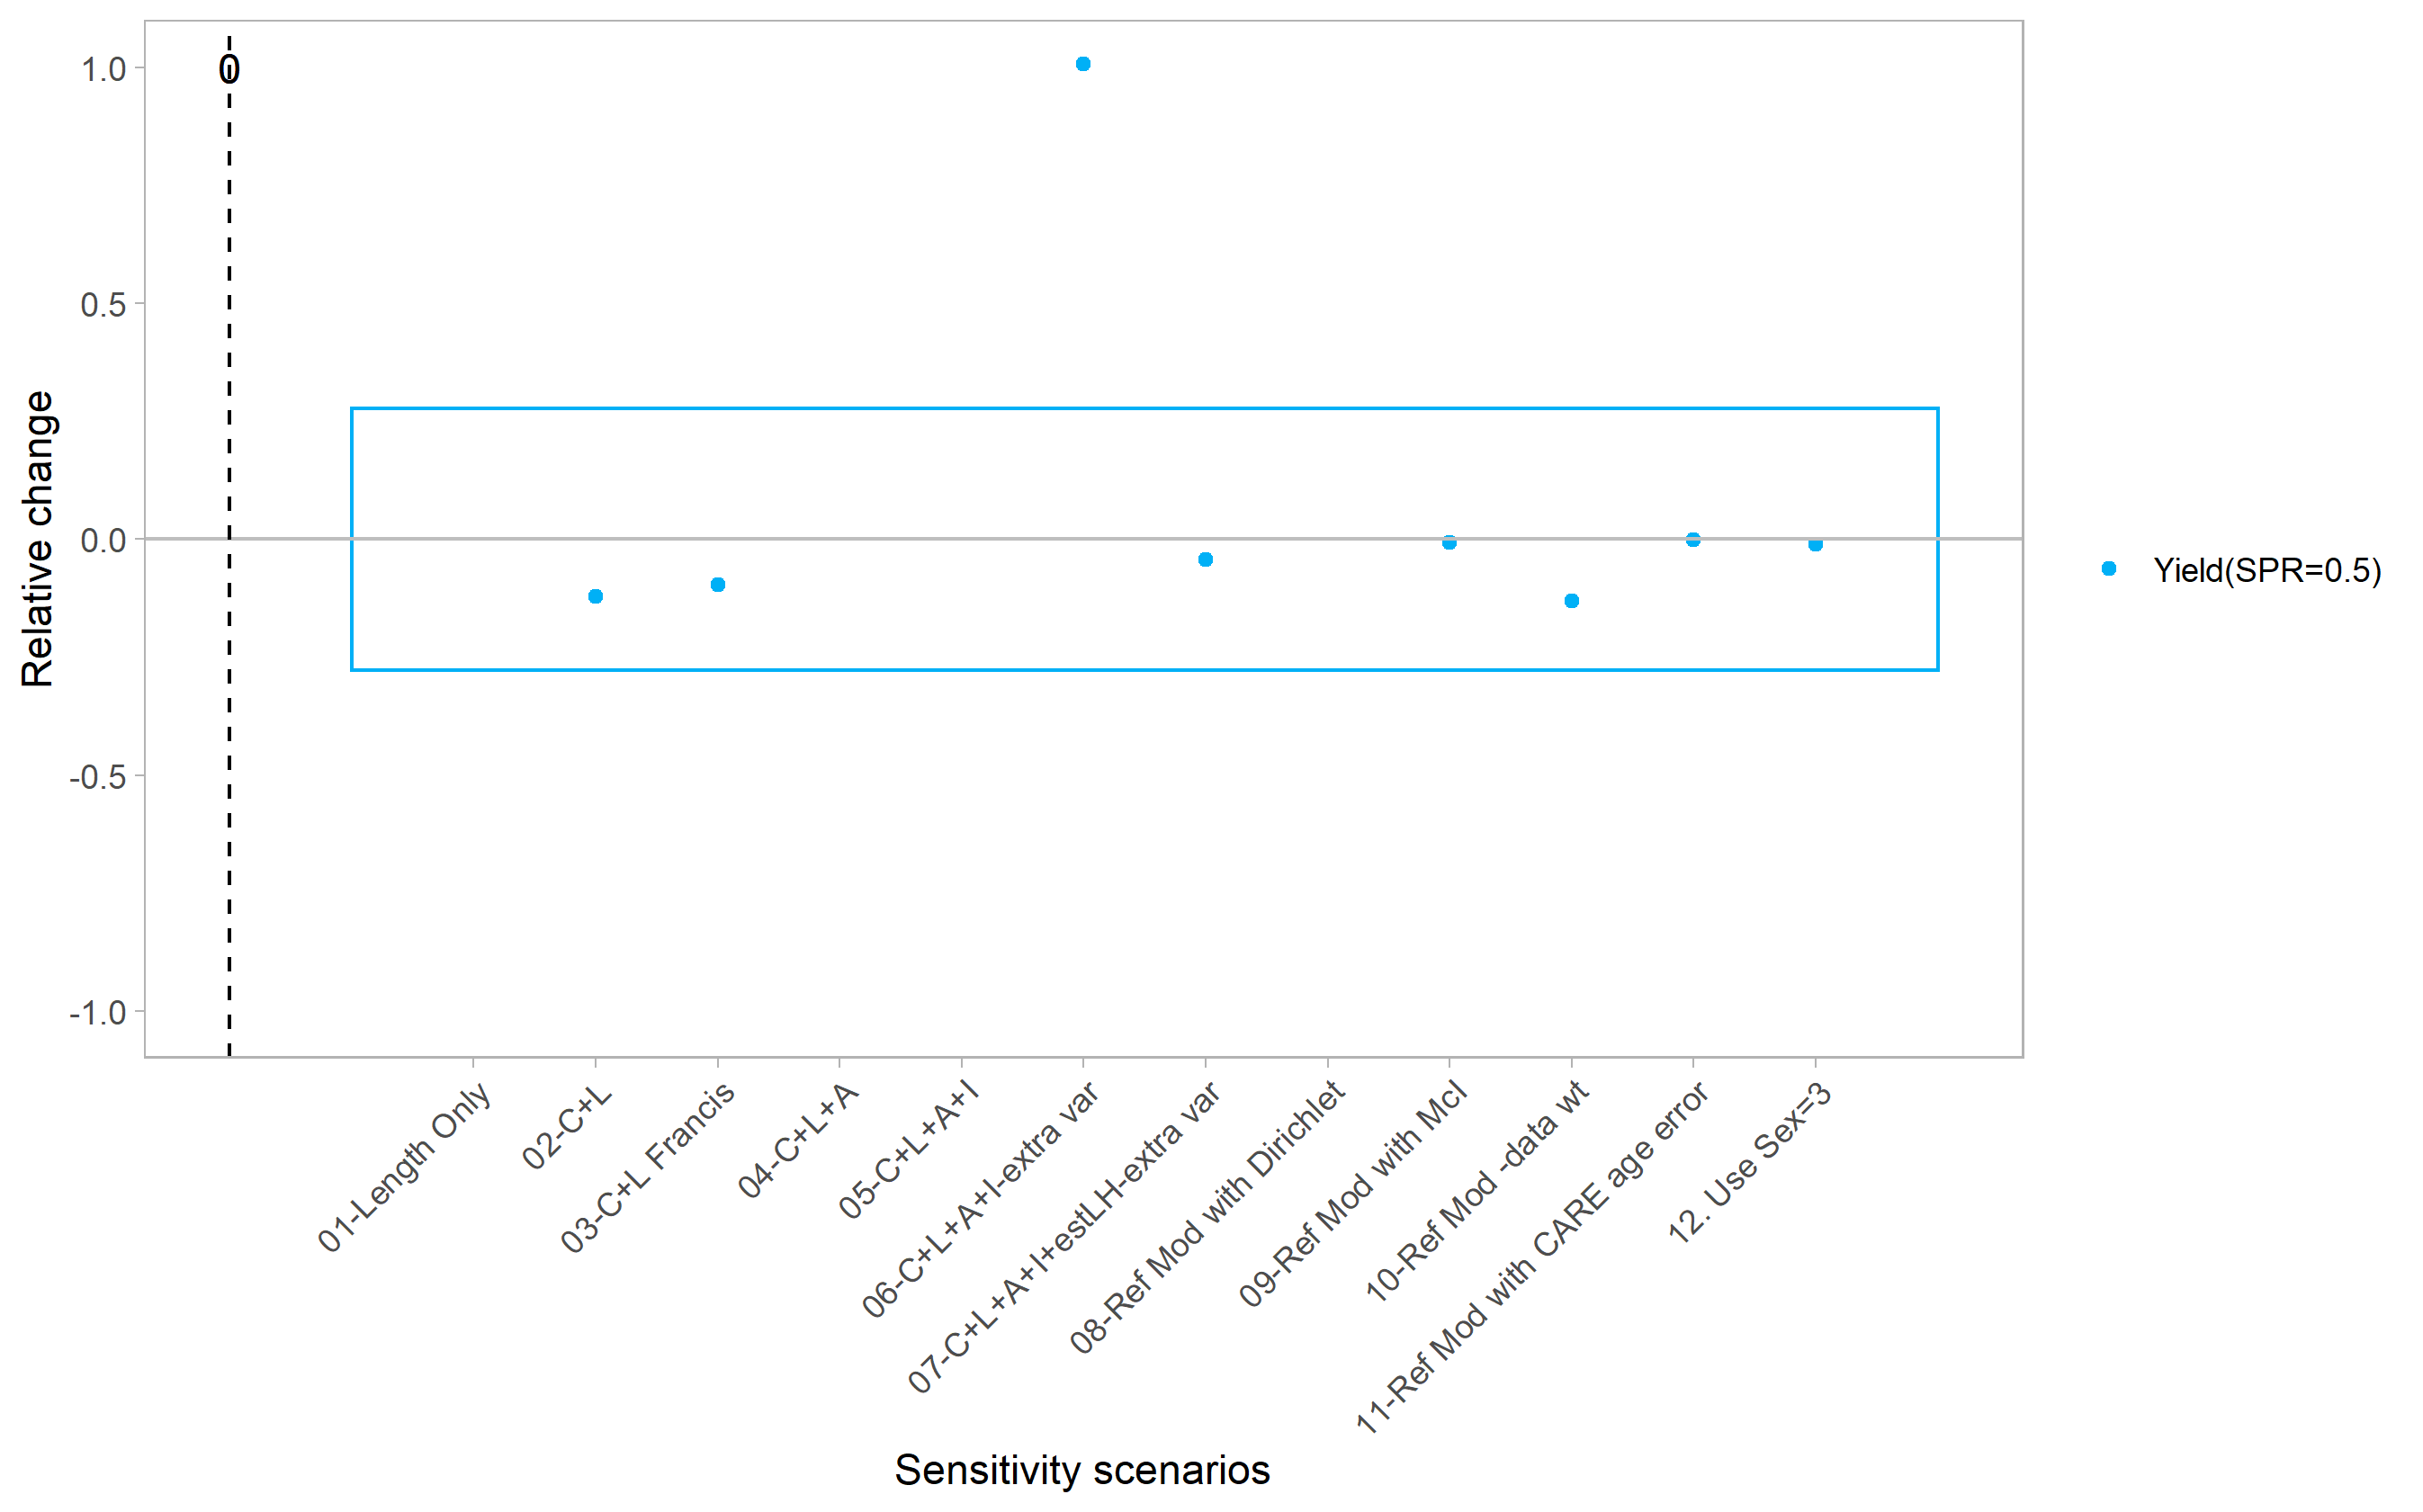 Relative change
1.0
0.5
0.0
-0.5
-1.0
0
Yield(SPR=0.5)
01-Length Only
02-C+L
03-C+L Francis
04-C+L+A
05-C+L+A+I
06-C+L+A+I-extra var
07-C+L+A+I+estLH-extra var
08-Ref Mod with Dirichlet
09-Ref Mod with McI
10-Ref Mod -data wt
11-Ref Mod with CARE age error
12. Use Sex=3
Sensitivity scenarios